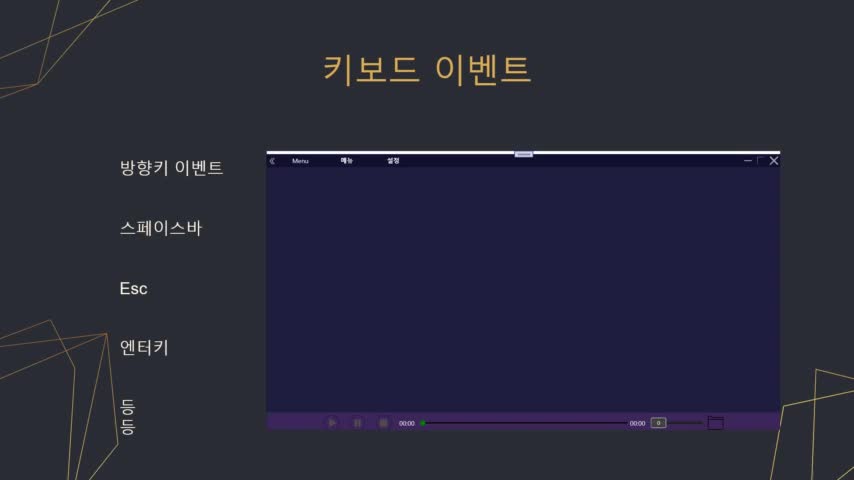 키보드 이벤트
방향키 이벤트
스페이스바
Esc
엔터키
등
등
Menu 메뉴 설정
00:00 00:00 0